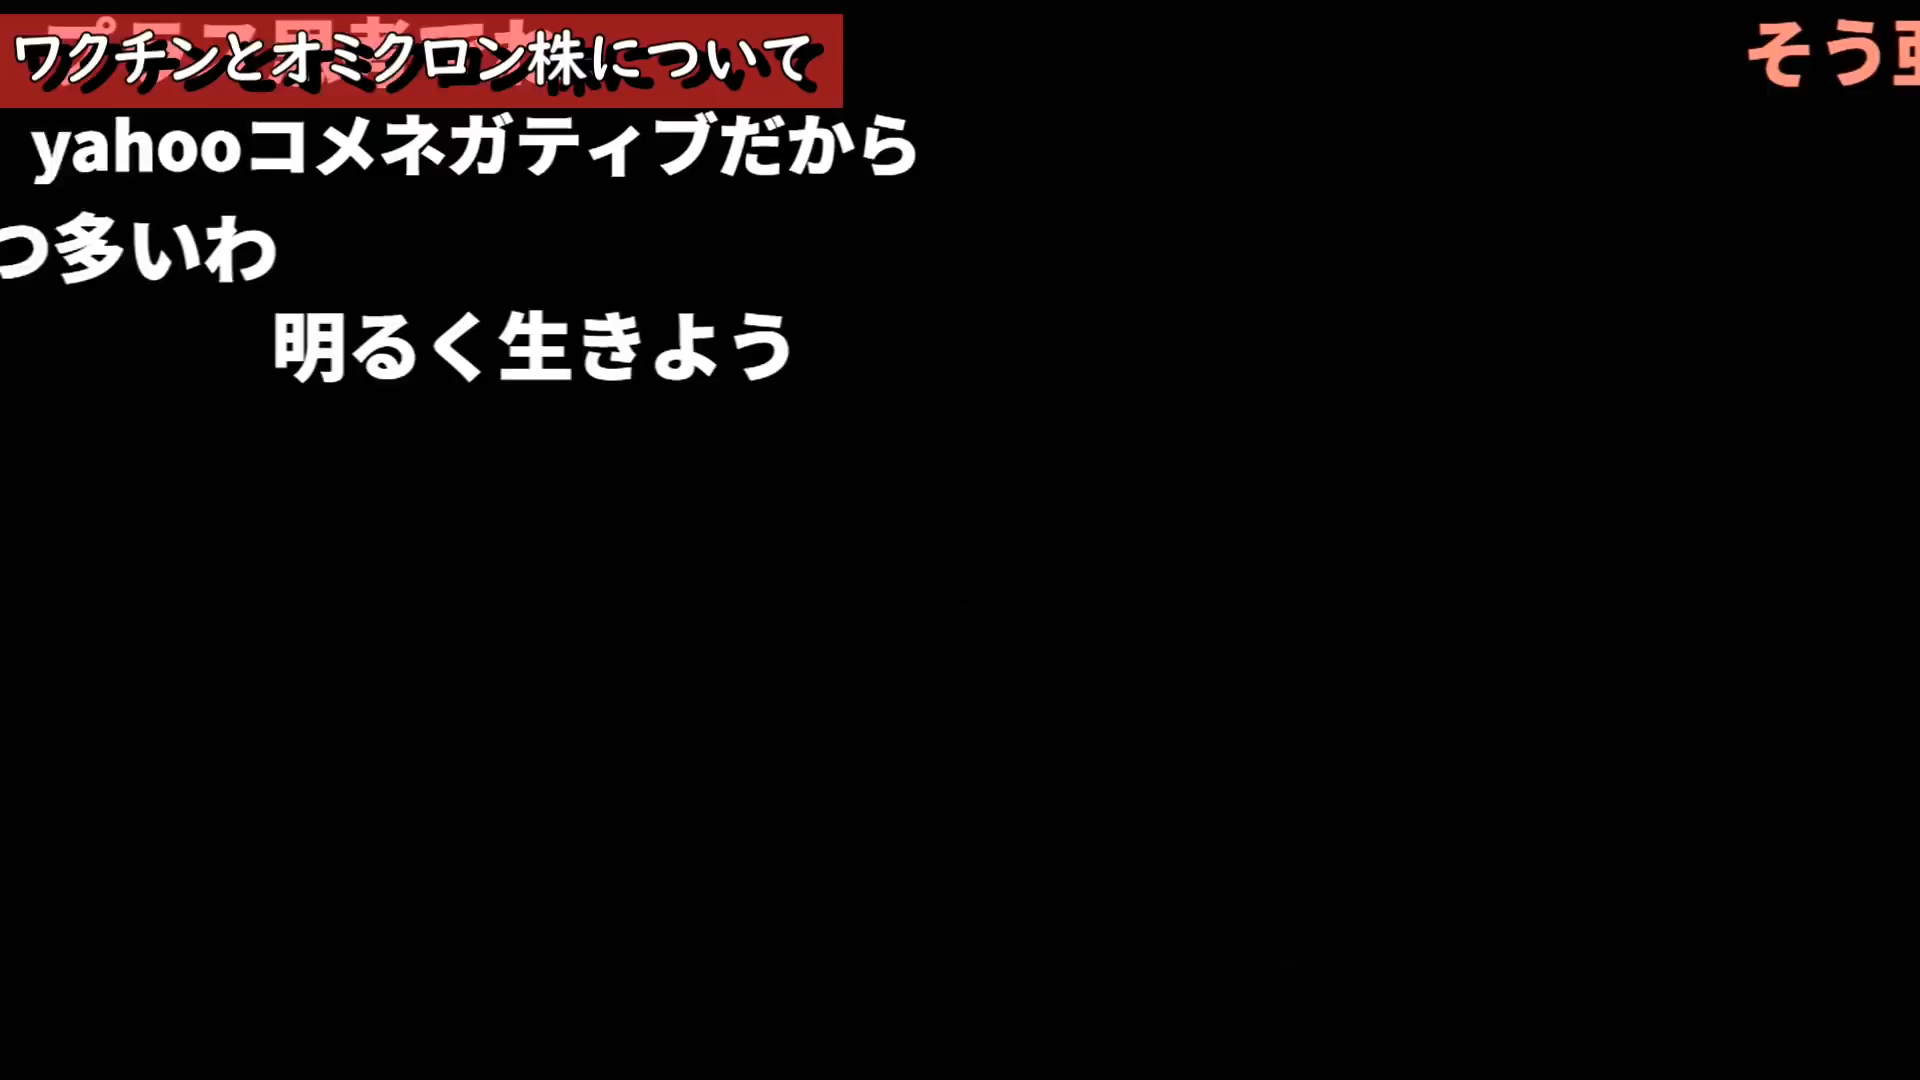 ワクチンとオミクロン株について
そう
yahooコメネガティブだから
つ多いわ
明るく生きよう